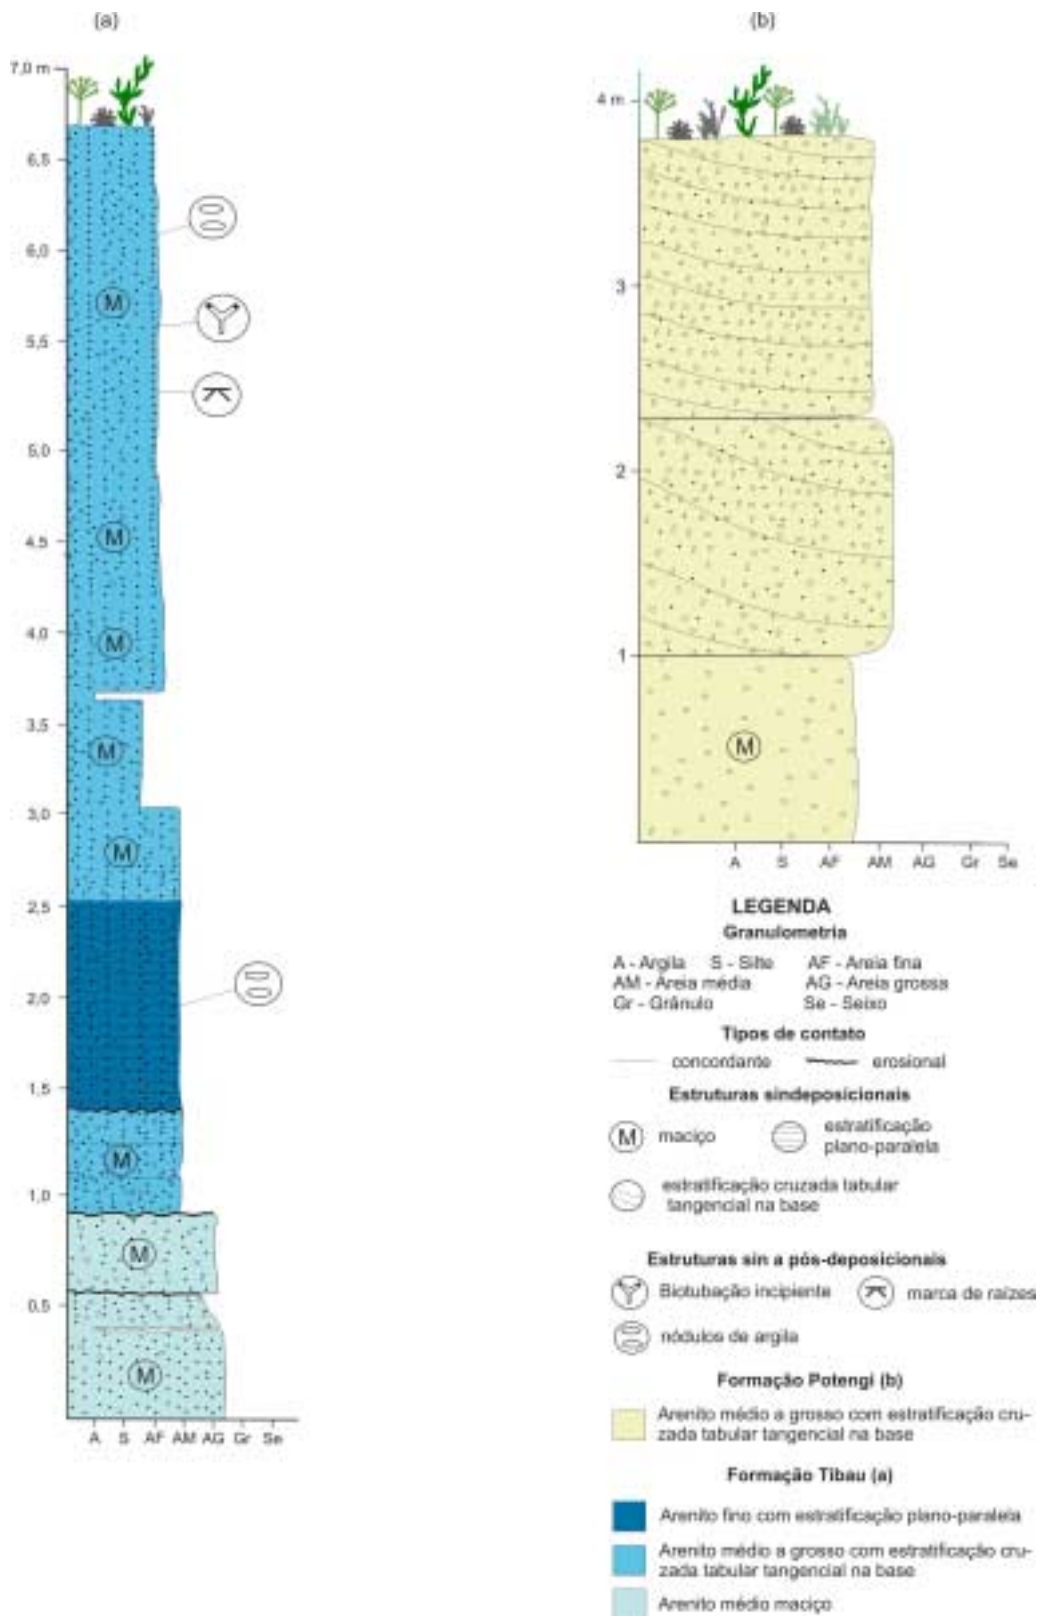 (a)
7,0 m
6,5
6,0
M
5,5
5,0
M
4,5
M
4,0
3,5
M
3,0
M
2,5
2,0
1,5
M
1,0
M
0,5
M
A S AF AM AG Gr Se
(b)
4 m
3
2
1
M
A S AF AM AG Gr Se
LEGENDA
Granulometria
A - Argila S - Silte AF - Areia fina
AM - Areia média AG - Areia grossa
Gr - Grânulo Se - Seixo
Tipos de contato
concordante erosional
Estruturas sindeposicionais
M maciço estratificação
plano-paralela
estratificação cruzada tabular
tangencial na base
Estruturas sin a pós-deposicionais
Biotubação incipiente marca de raízes
nódulos de argila
Formação Potengi (b)
Arenito médio a grosso com estratificação cru-
zada tabular tangencial na base
Formação Tibau (a)
Arenito fino com estratificação plano-paralela
Arenito médio a grosso com estratificação cru-
zada tabular tangencial na base
Arenito médio maciço